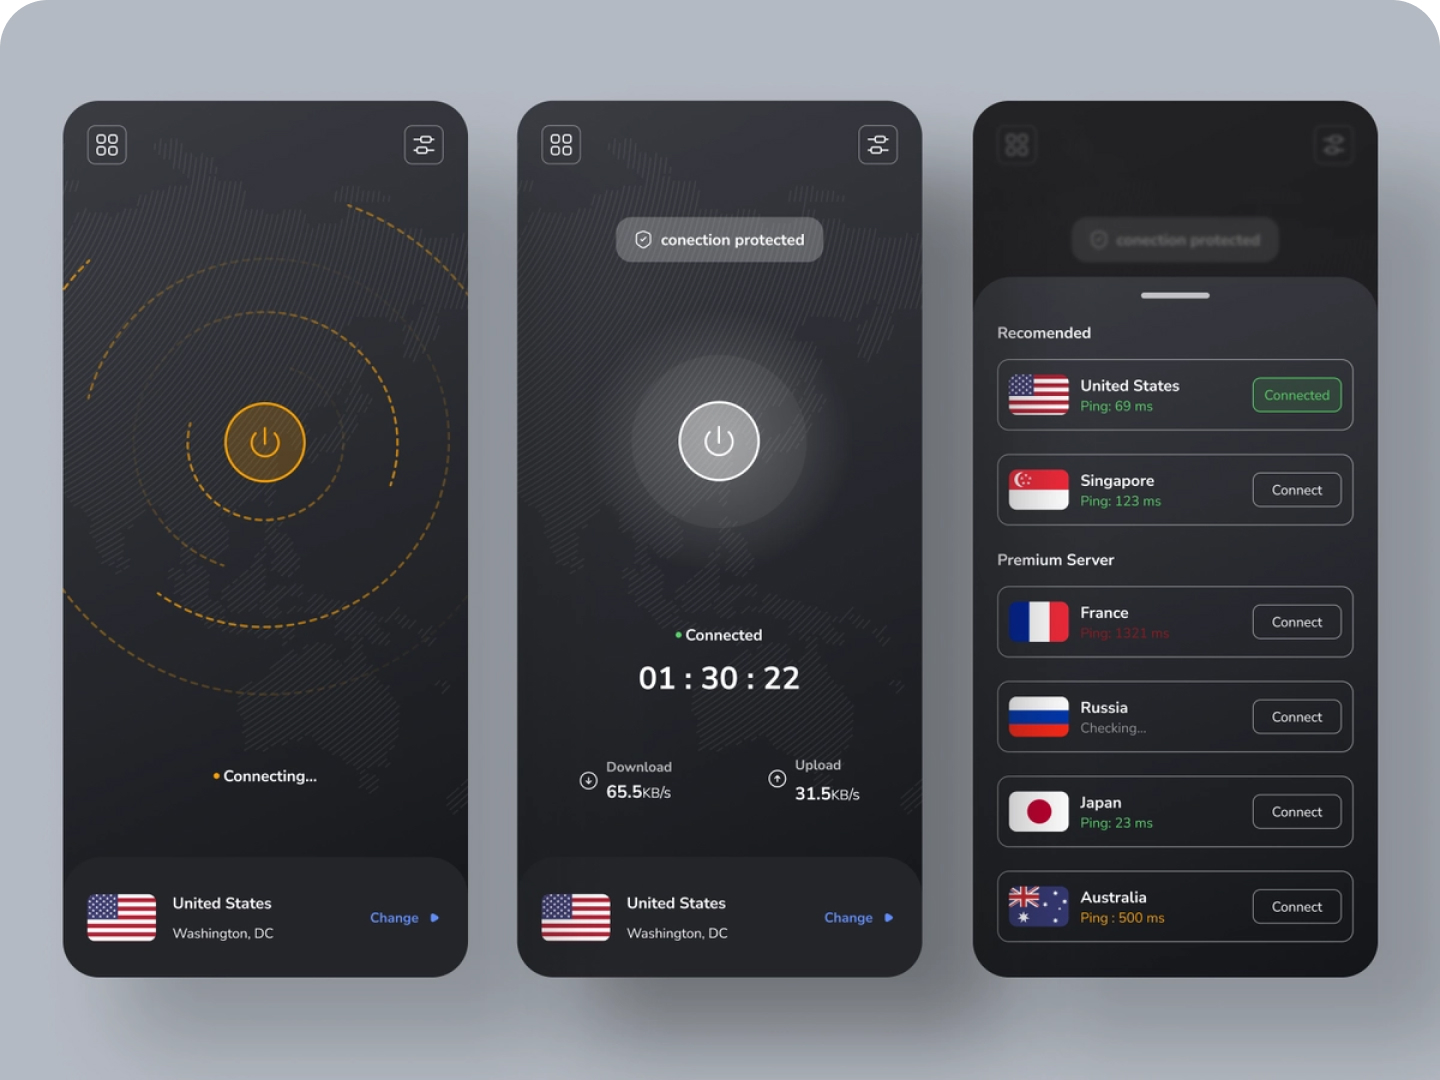 Connecting...
United States
Washington, DC
Change
conection protected
Connected
01 : 30 : 22
Download
65.5KB/s
Upload
31.5KB/s
United States
Washington, DC
Change
conection protected
Recomended
United States
Ping: 69 ms
Connected
Singapore
Ping: 123 ms
Connect
Premium Server
France
Ping: 1321 ms
Connect
Russia
Checking...
Connect
Japan
Ping: 23 ms
Connect
Australia
Ping : 500 ms
Connect